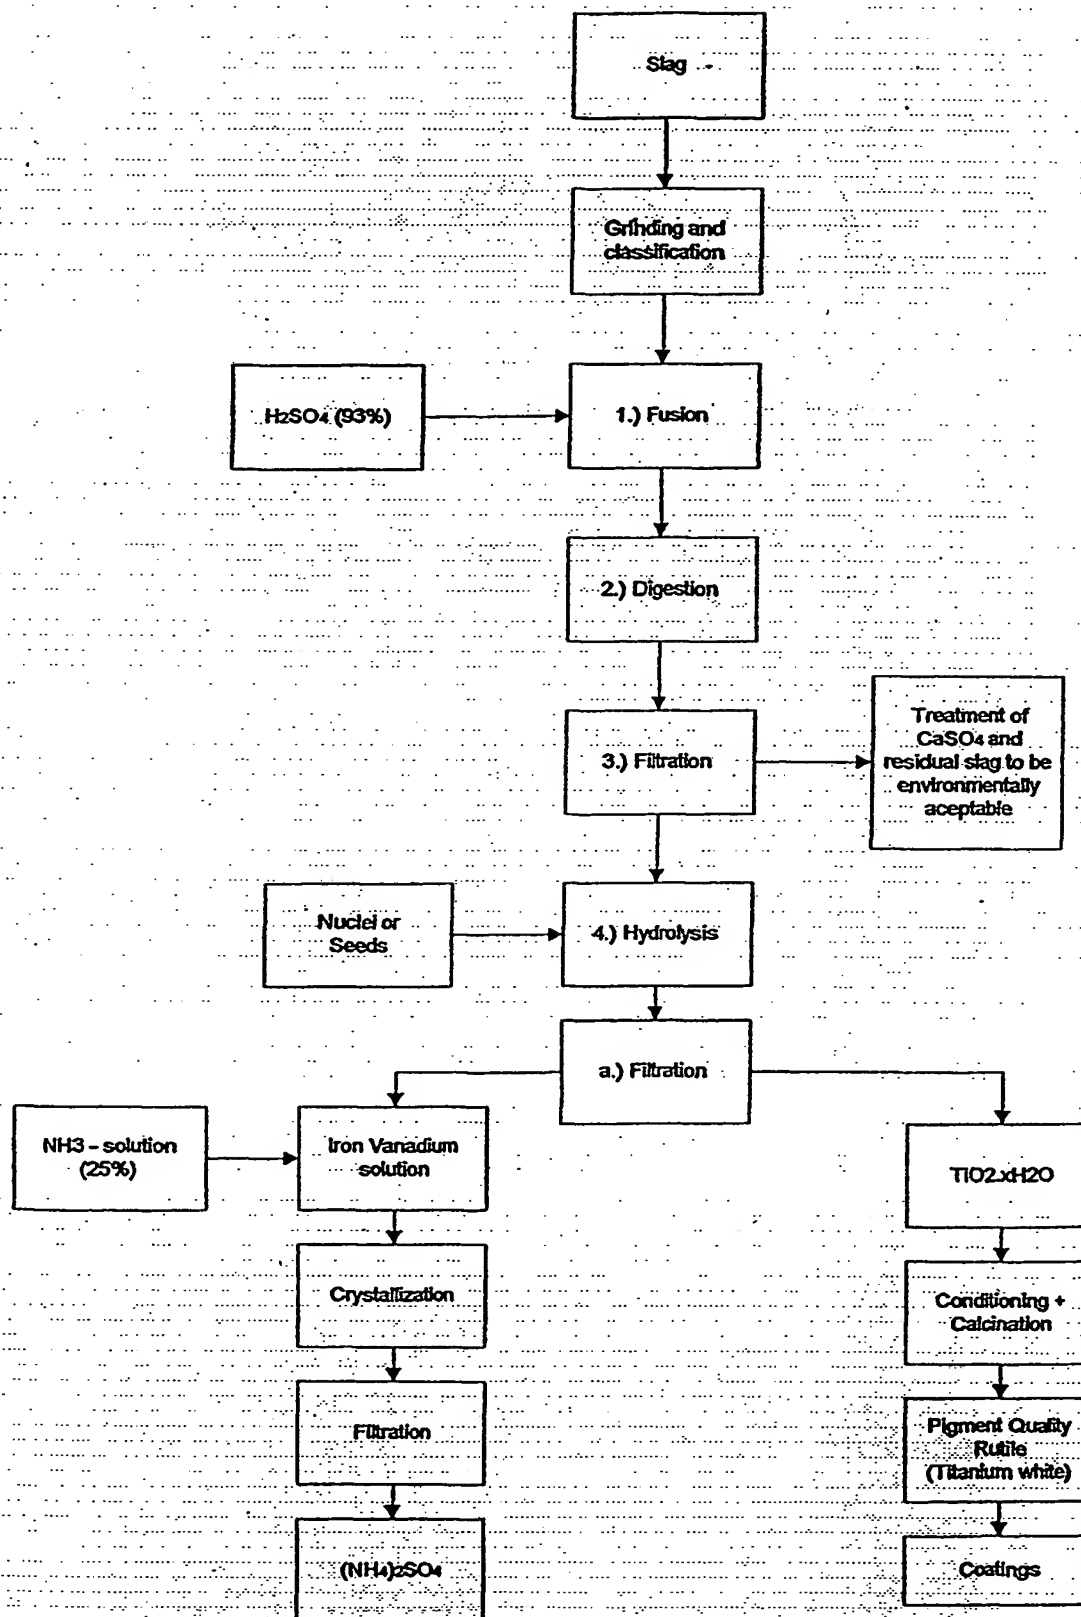 Slag
Grinding and
classification
H2SO4 (93%)
1.) Fusion
2.) Digestion
3.) Filtration
Treatment of
CaSO4 and
residual slag to be
environmentally
aceptable
Nuclei or
Seeds
4.) Hydrolysis
a.) Filtration
NH3 – solution
(25%)
Iron Vanadium
solution
TiO2.xH2O
Crystallization
Conditioning +
Calcination
Filtration
Pigment Quality
Rutile
(Titanium white)
(NH4)2SO4
Coatings